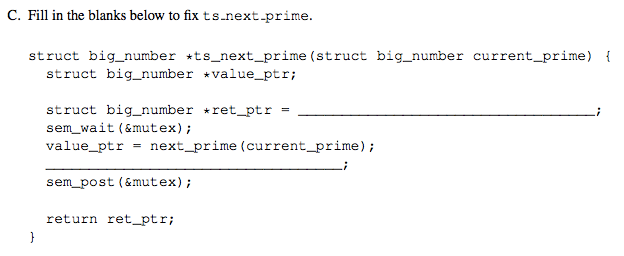 C. Fill in the blanks below to fix ts_next_prime.
struct big_number *ts_next_prime(struct big_number current_prime) {
struct big_number *value_ptr;
struct big_number *ret_ptr = ______________________________________;
sem_wait(&mutex);
value_ptr = next_prime(current_prime);
______________________________________;
sem_post(&mutex);
return ret_ptr;
}